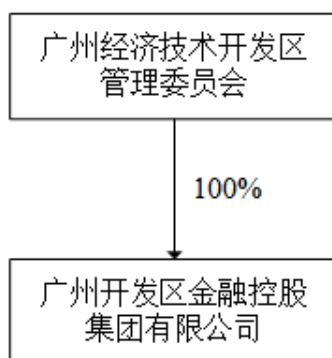 广州经济技术开发区
管理委员会
100%
广州开发区金融控股
集团有限公司